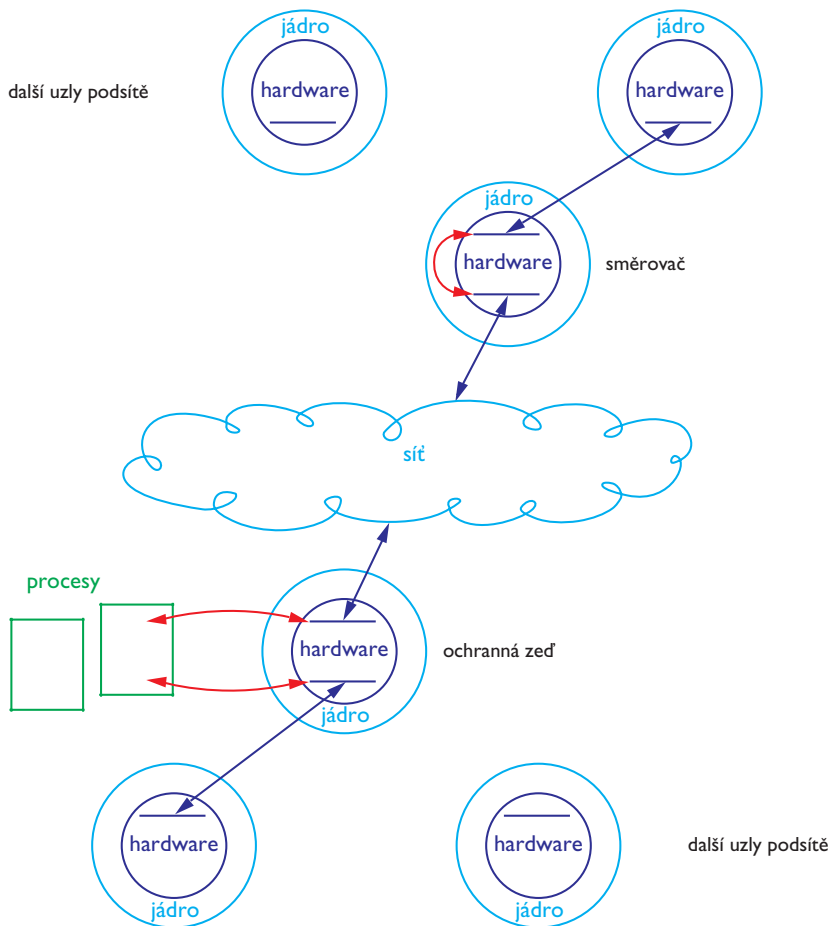 jádro
jádro
hardware
hardware
další uzly podsítě
jádro
hardware
směrovač
síť
procesy
hardware
ochranná zeď
jádro
hardware
hardware
další uzly podsítě
jádro
jádro